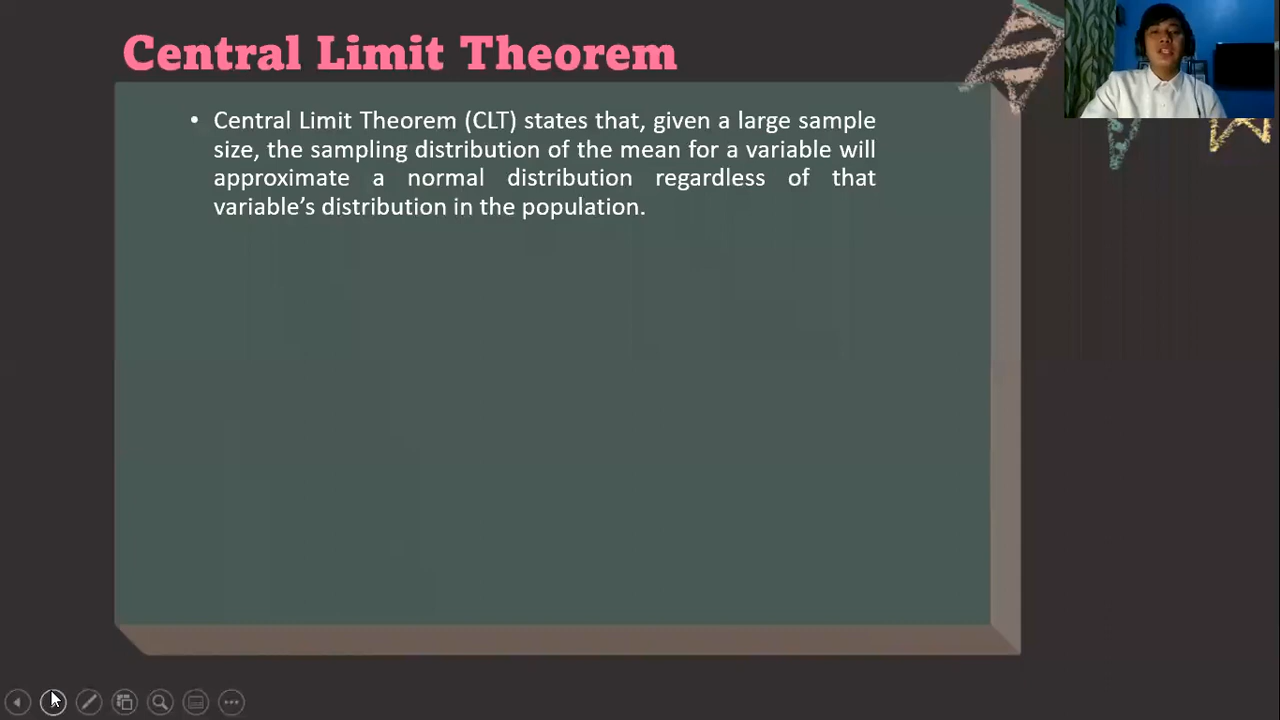 Central Limit Theorem
• Central Limit Theorem (CLT) states that, given a large sample
size, the sampling distribution of the mean for a variable will
approximate a normal distribution regardless of that
variable’s distribution in the population.